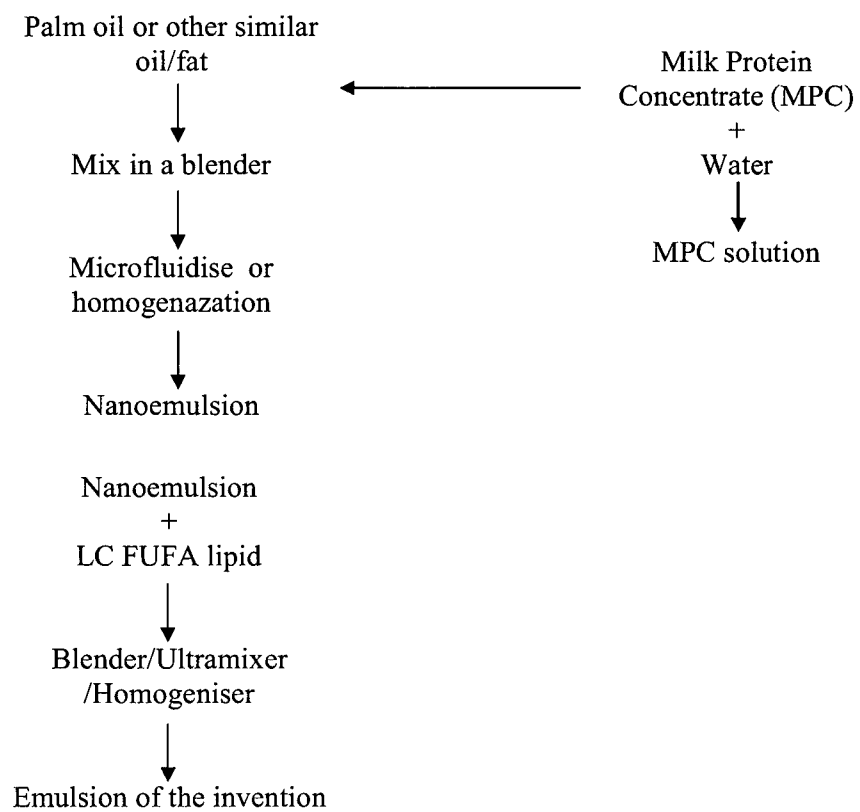 Palm oil or other similar
oil/fat
Milk Protein
Concentrate (MPC)
+
Water
MPC solution
Mix in a blender
Microfluidise or
homogenazation
Nanoemulsion
Nanoemulsion
+
LC FUFA lipid
Blender/Ultramixer
/Homogeniser
Emulsion of the invention